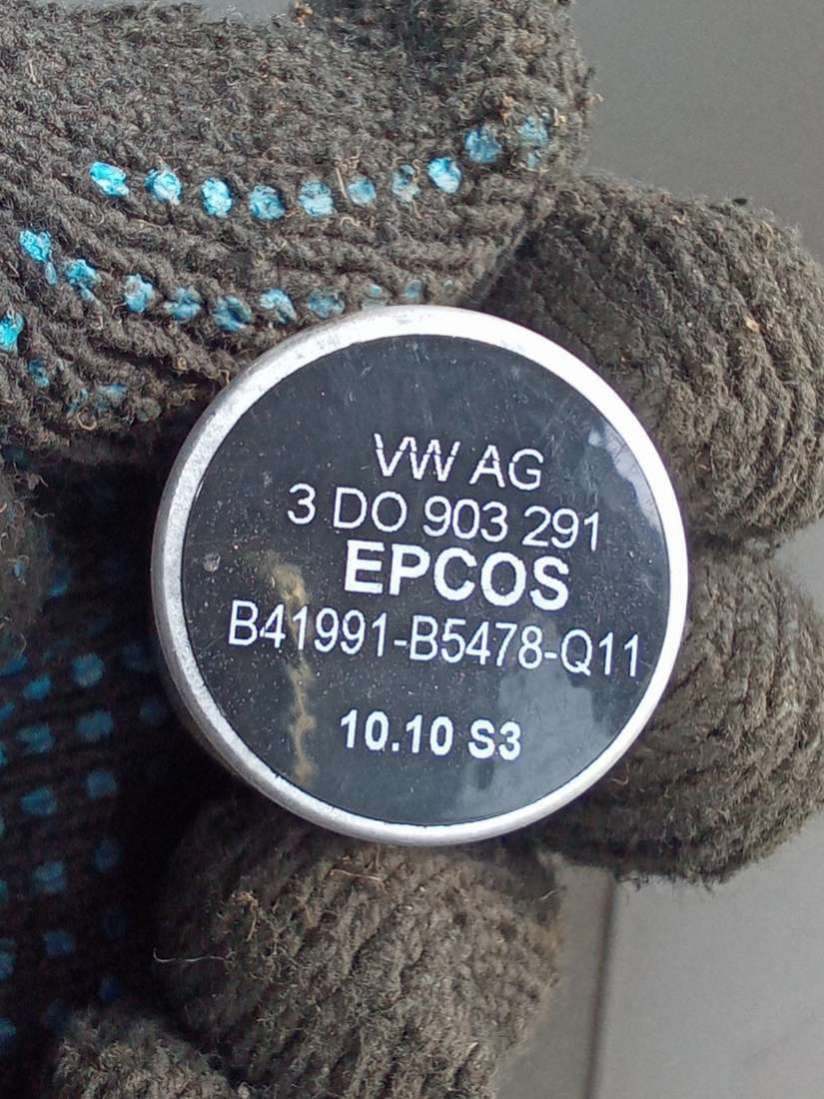 VW AG
3 DO 903 291
EPCOS
B41991-B5478-Q11
10.10 S3